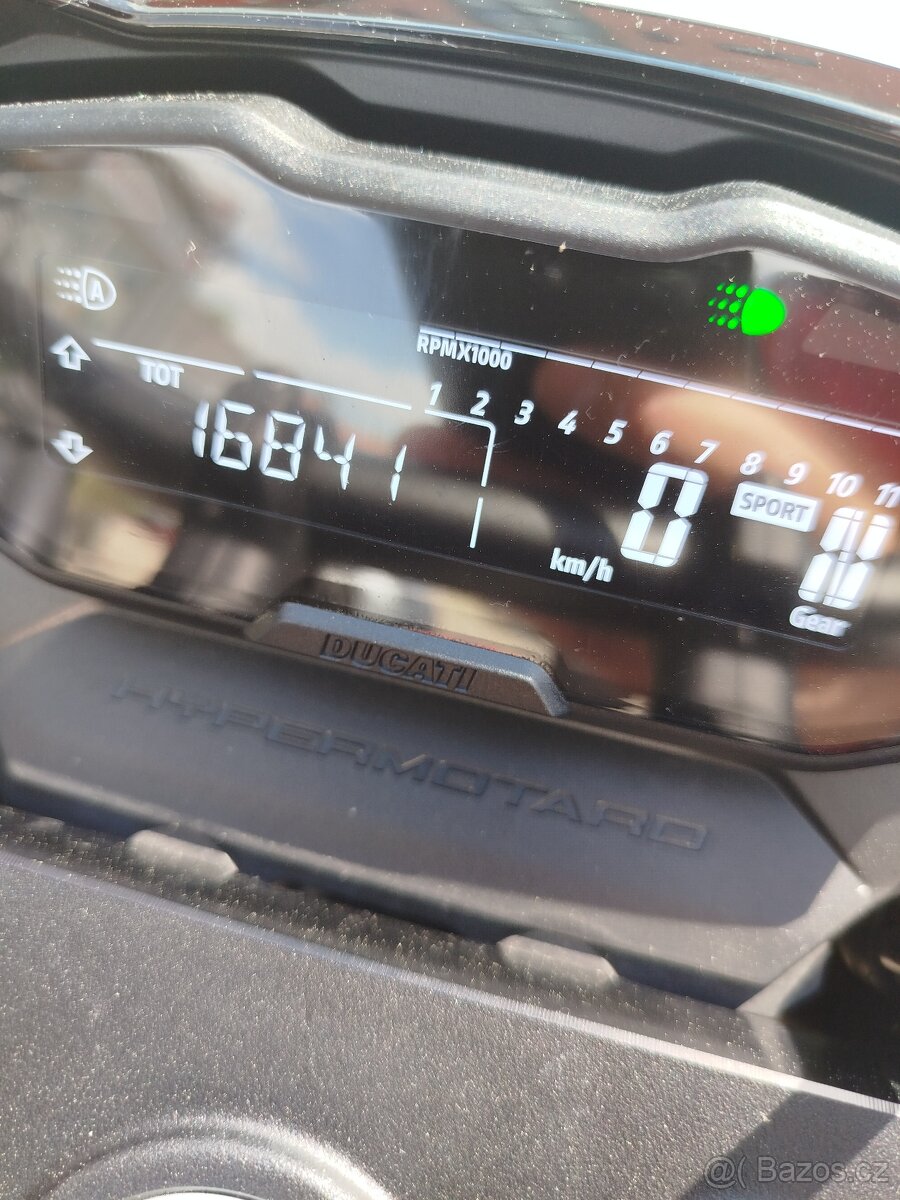 A
RPMX1000
TOT
1 2 3 4 5 6 7 8 9 10 11
16841
0
SPORT
km/h
Gear
DUCATI
HYPERMOTARD
@( Bazos.cz